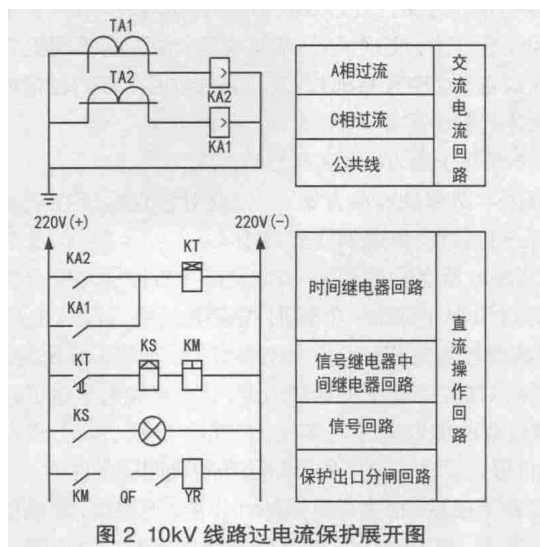 TA1
TA2
KA2
KA1
A相过流
C相过流
公共线
交流电流回路
220V(+)
220V(-)
KA2
KT
KA1
KT
KS
KM
KS
KM
QF
YR
时间继电器回路
信号继电器中
间继电器回路
信号回路
保护出口分闸回路
直流操作回路
图 2 10kV 线路过电流保护展开图